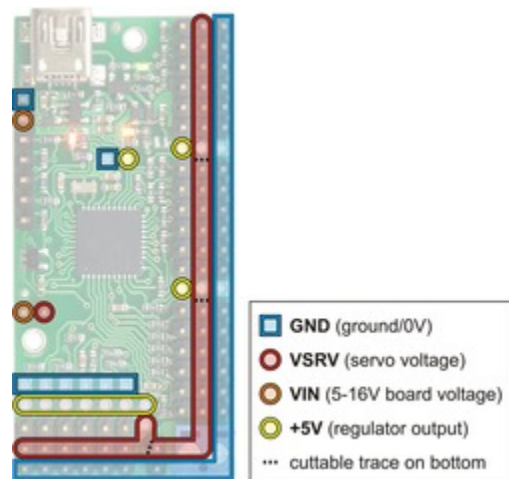 GND (ground/0V)
VSRV (servo voltage)
VIN (5-16V board voltage)
+5V (regulator output)
cuttable trace on bottom